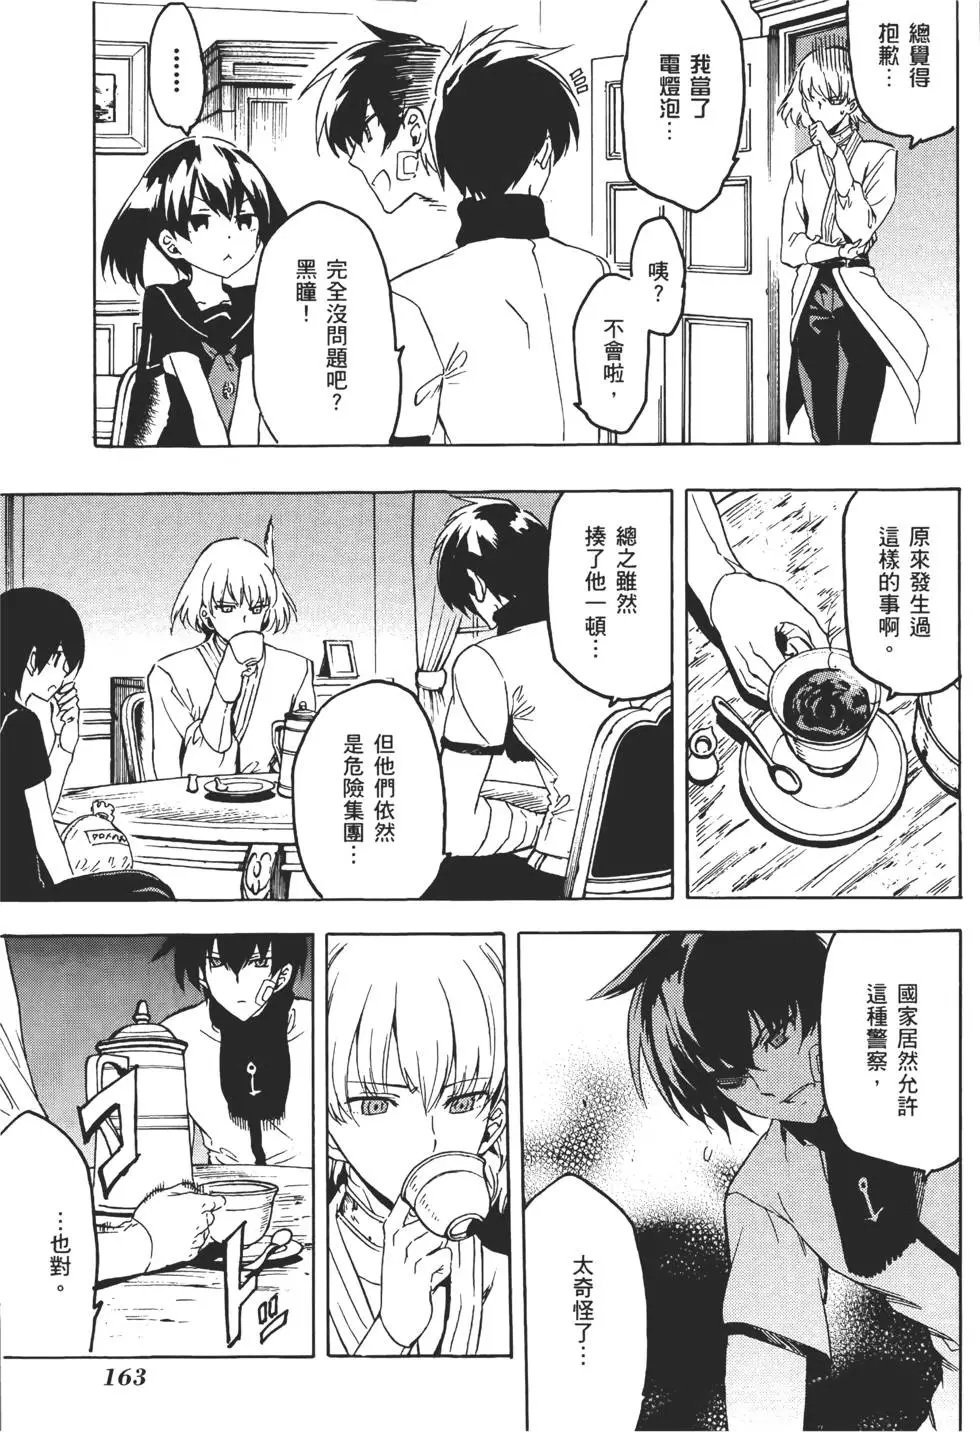 總覺得
抱歉…
我當了
電燈泡…
咦？
不會啦，
完全沒問題吧？
黑瞳！
……
原來發生過
這樣的事啊。
總之雖然
揍了他一頓…
但他們依然
是危險集團…
國家居然允許
這種警察，
太奇怪了…
…也對。
163